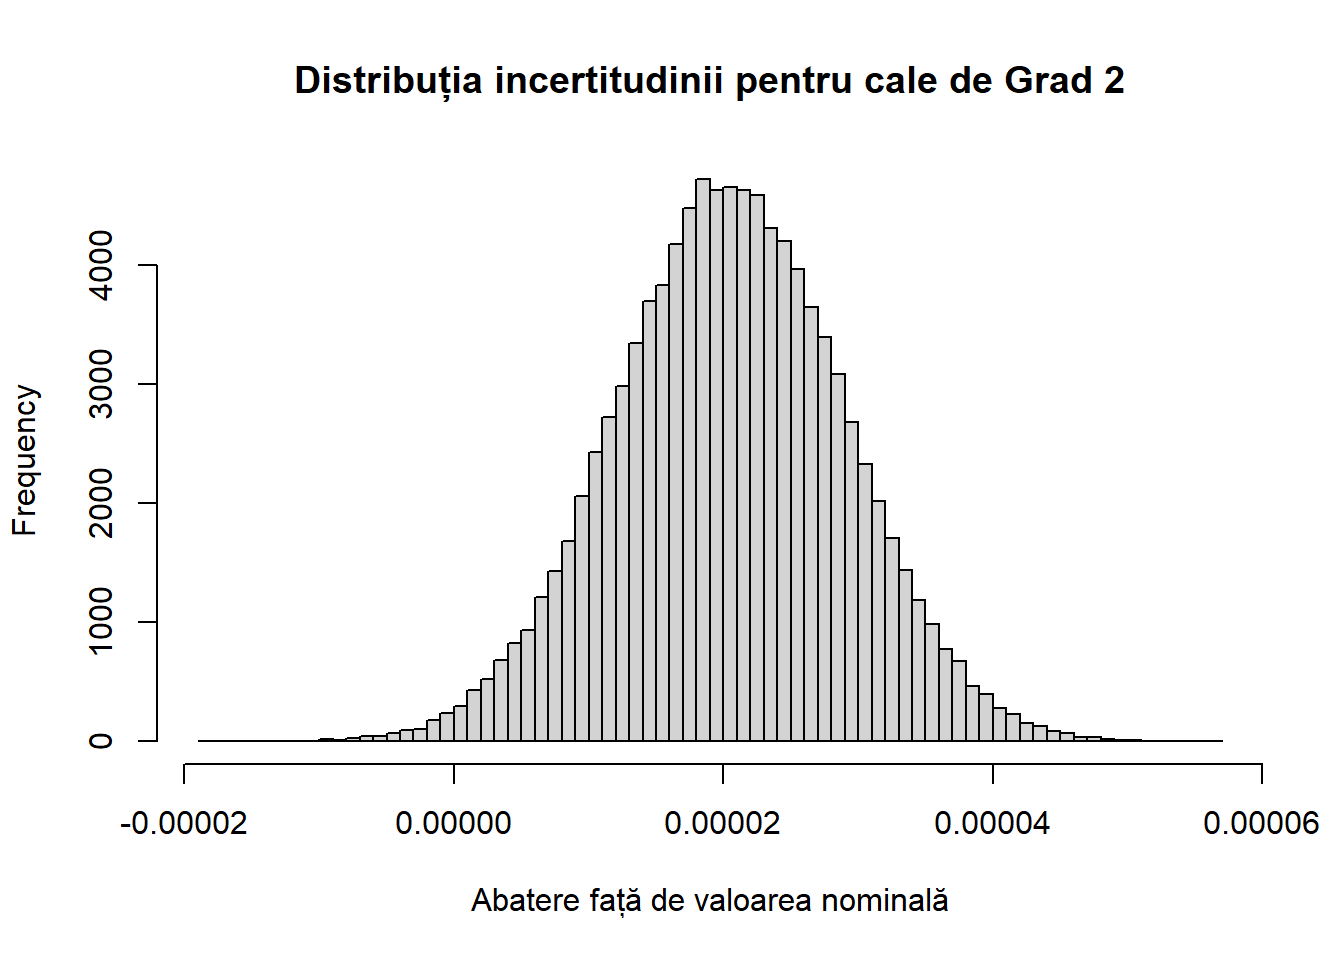 Distribuția incertitudinii pentru cale de Grad 2
Frequency
4000
3000
2000
1000
0
-0.00002 0.00000 0.00002 0.00004 0.00006
Abatere față de valoarea nominală